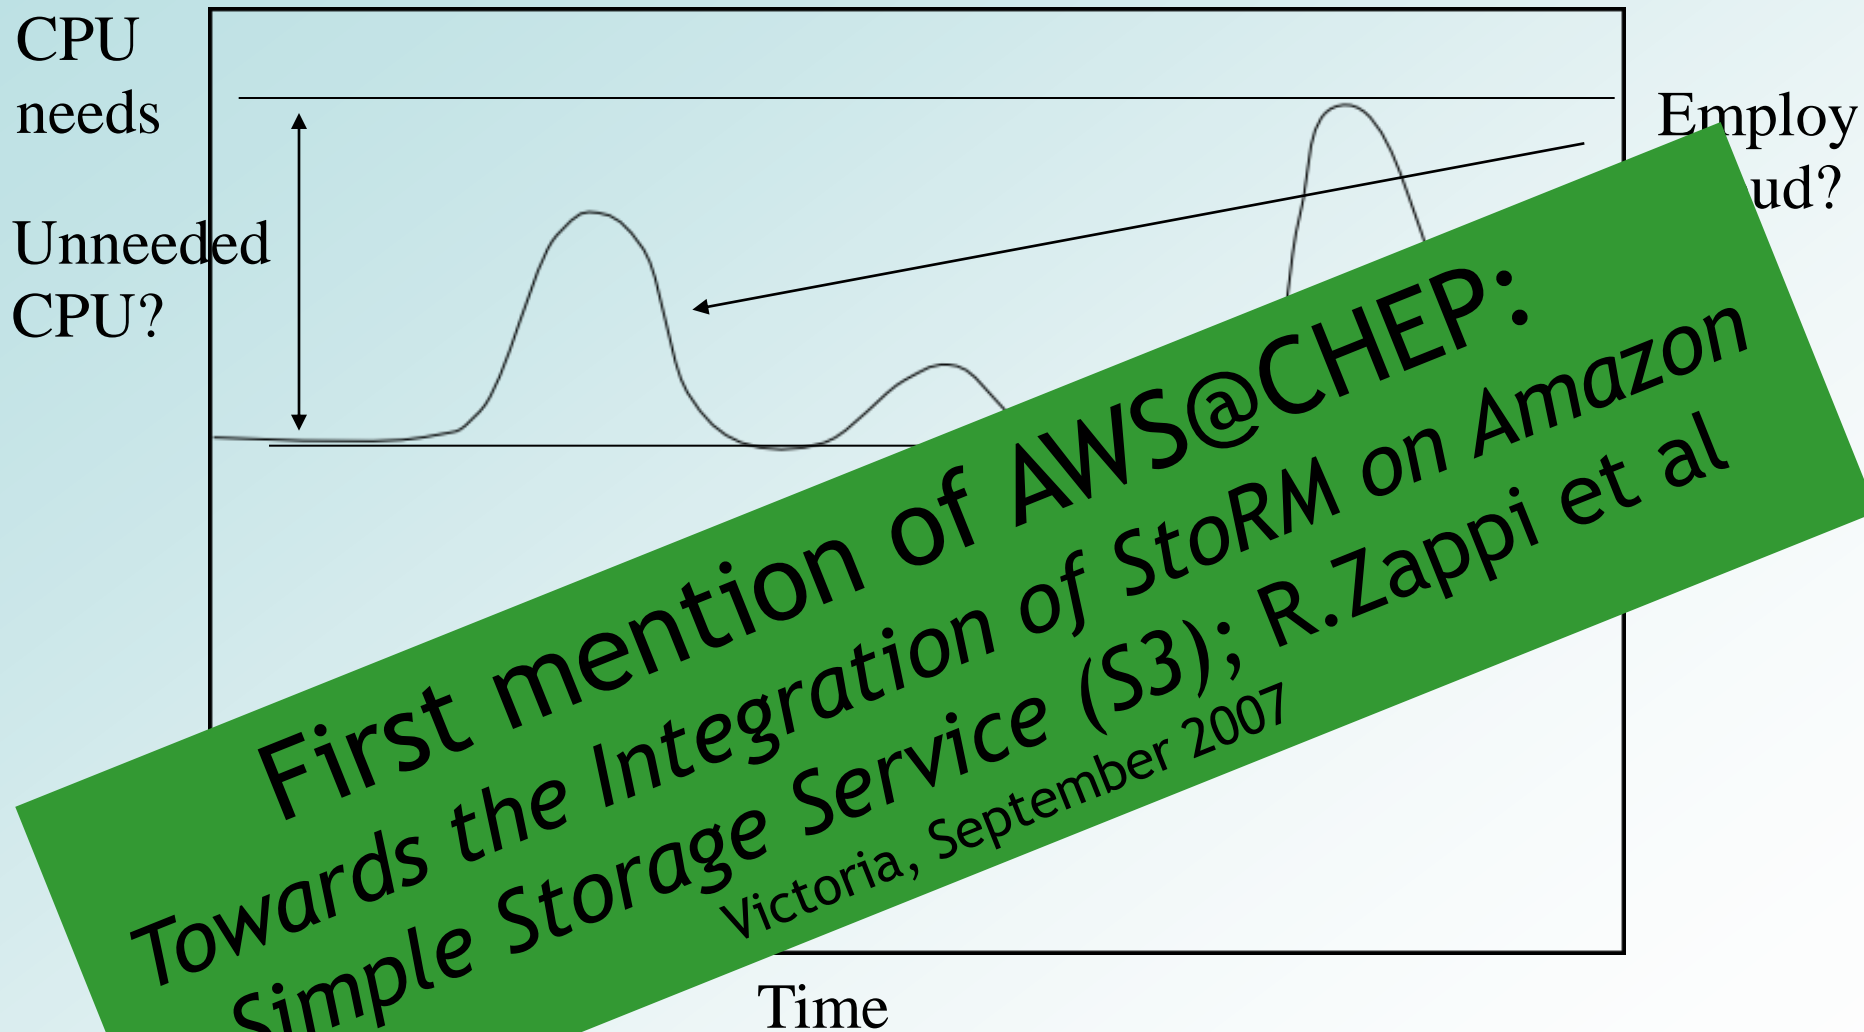 CPU
needs
Unneeded
CPU?
Employ
ud?
First mention of AWS@CHEP:
Towards the Integration of StoRM on Amazon
Simple Storage Service (S3); R.Zappi et al
Victoria, September 2007
Time